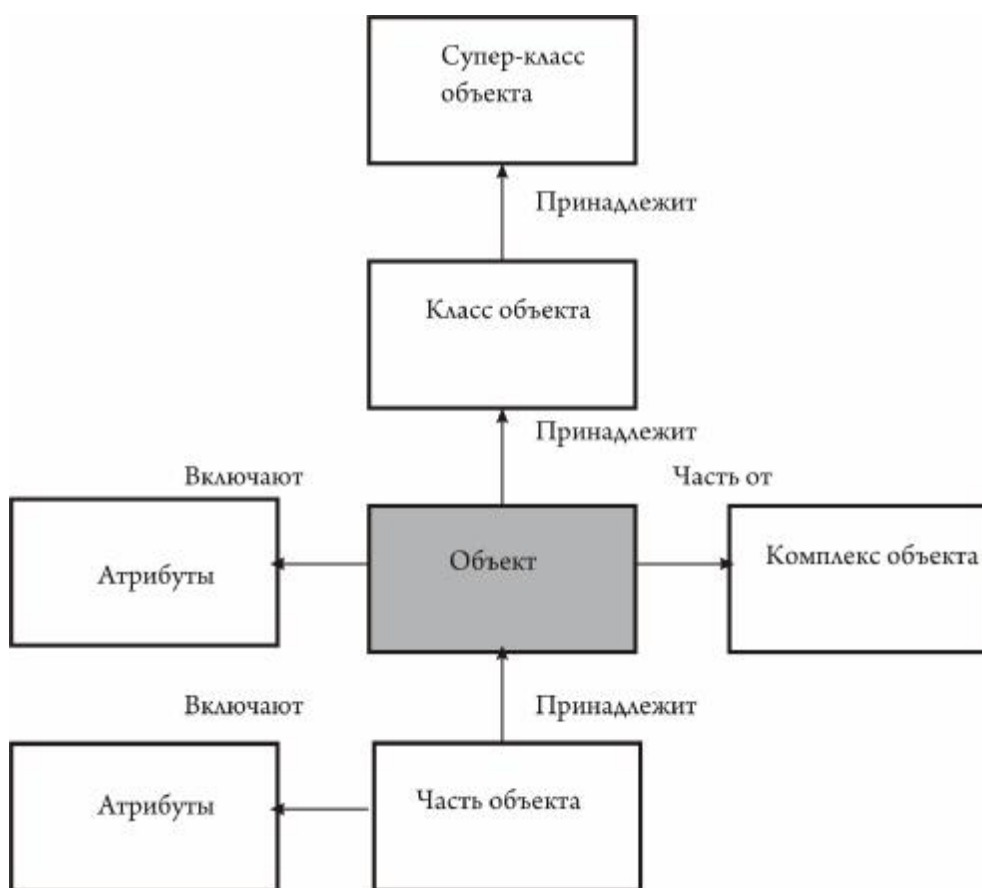 Супер-класс
объекта
Принадлежит
Класс объекта
Принадлежит
Включают
Часть от
Атрибуты
Объект
Комплекс объекта
Включают
Принадлежит
Атрибуты
Часть объекта